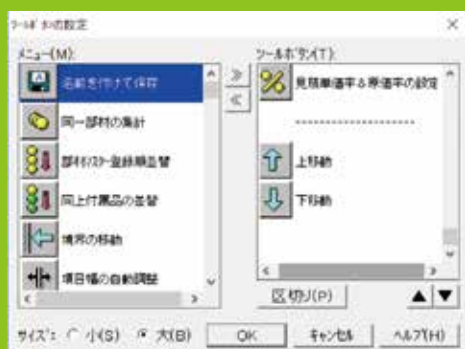 ﾂｰﾙﾎﾞﾀﾝの設定
ﾒﾆｭｰ(M):
名前を付けて保存
同一部材の集計
部材ﾏｽﾀｰ登録順並替
同上付属品の並替
境界の移動
項目幅の自動調整
ﾂｰﾙﾎﾞﾀﾝ(T):
見積単価率＆原価率の設定
--------------------
上移動
下移動
区切り(P)
ｻｲｽﾞ:
小(S)
大(B)
OK
ｷｬﾝｾﾙ
ﾍﾙﾌﾟ(H)